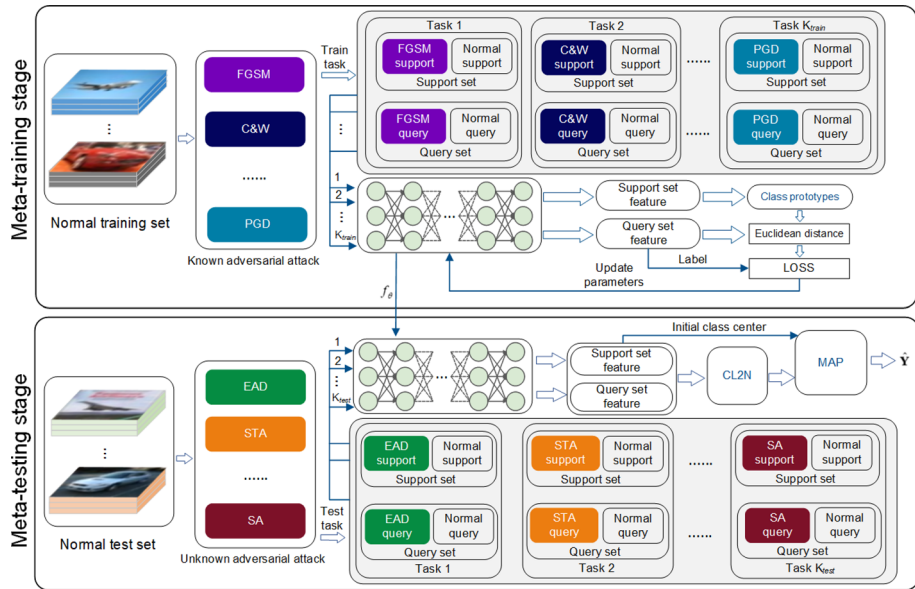 Meta-training stage
Normal training set
FGSM
C&W
......
PGD
Known adversarial attack
Train
task
Task 1
FGSM
support
Normal
support
Support set
FGSM
query
Normal
query
Query set
Task 2
C&W
support
Normal
support
Support set
C&W
query
Normal
query
Query set
......
......
Task Ktrain
PGD
support
Normal
support
Support set
PGD
query
Normal
query
Query set
1
2
Ktrain
Support set
feature
Class prototypes
Query set
feature
Euclidean distance
Label
LOSS
Update
parameters
fθ
Meta-testing stage
Normal test set
EAD
STA
......
SA
Unknown adversarial attack
1
2
Ktest
Support set
feature
Query set
feature
Initial class center
CL2N
MAP
Ŷ
Test
task
EAD
support
Normal
support
Support set
EAD
query
Normal
query
Query set
Task 1
STA
support
Normal
support
Support set
STA
query
Normal
query
Query set
Task 2
......
......
SA
support
Normal
support
Support set
SA
query
Normal
query
Query set
Task Ktest